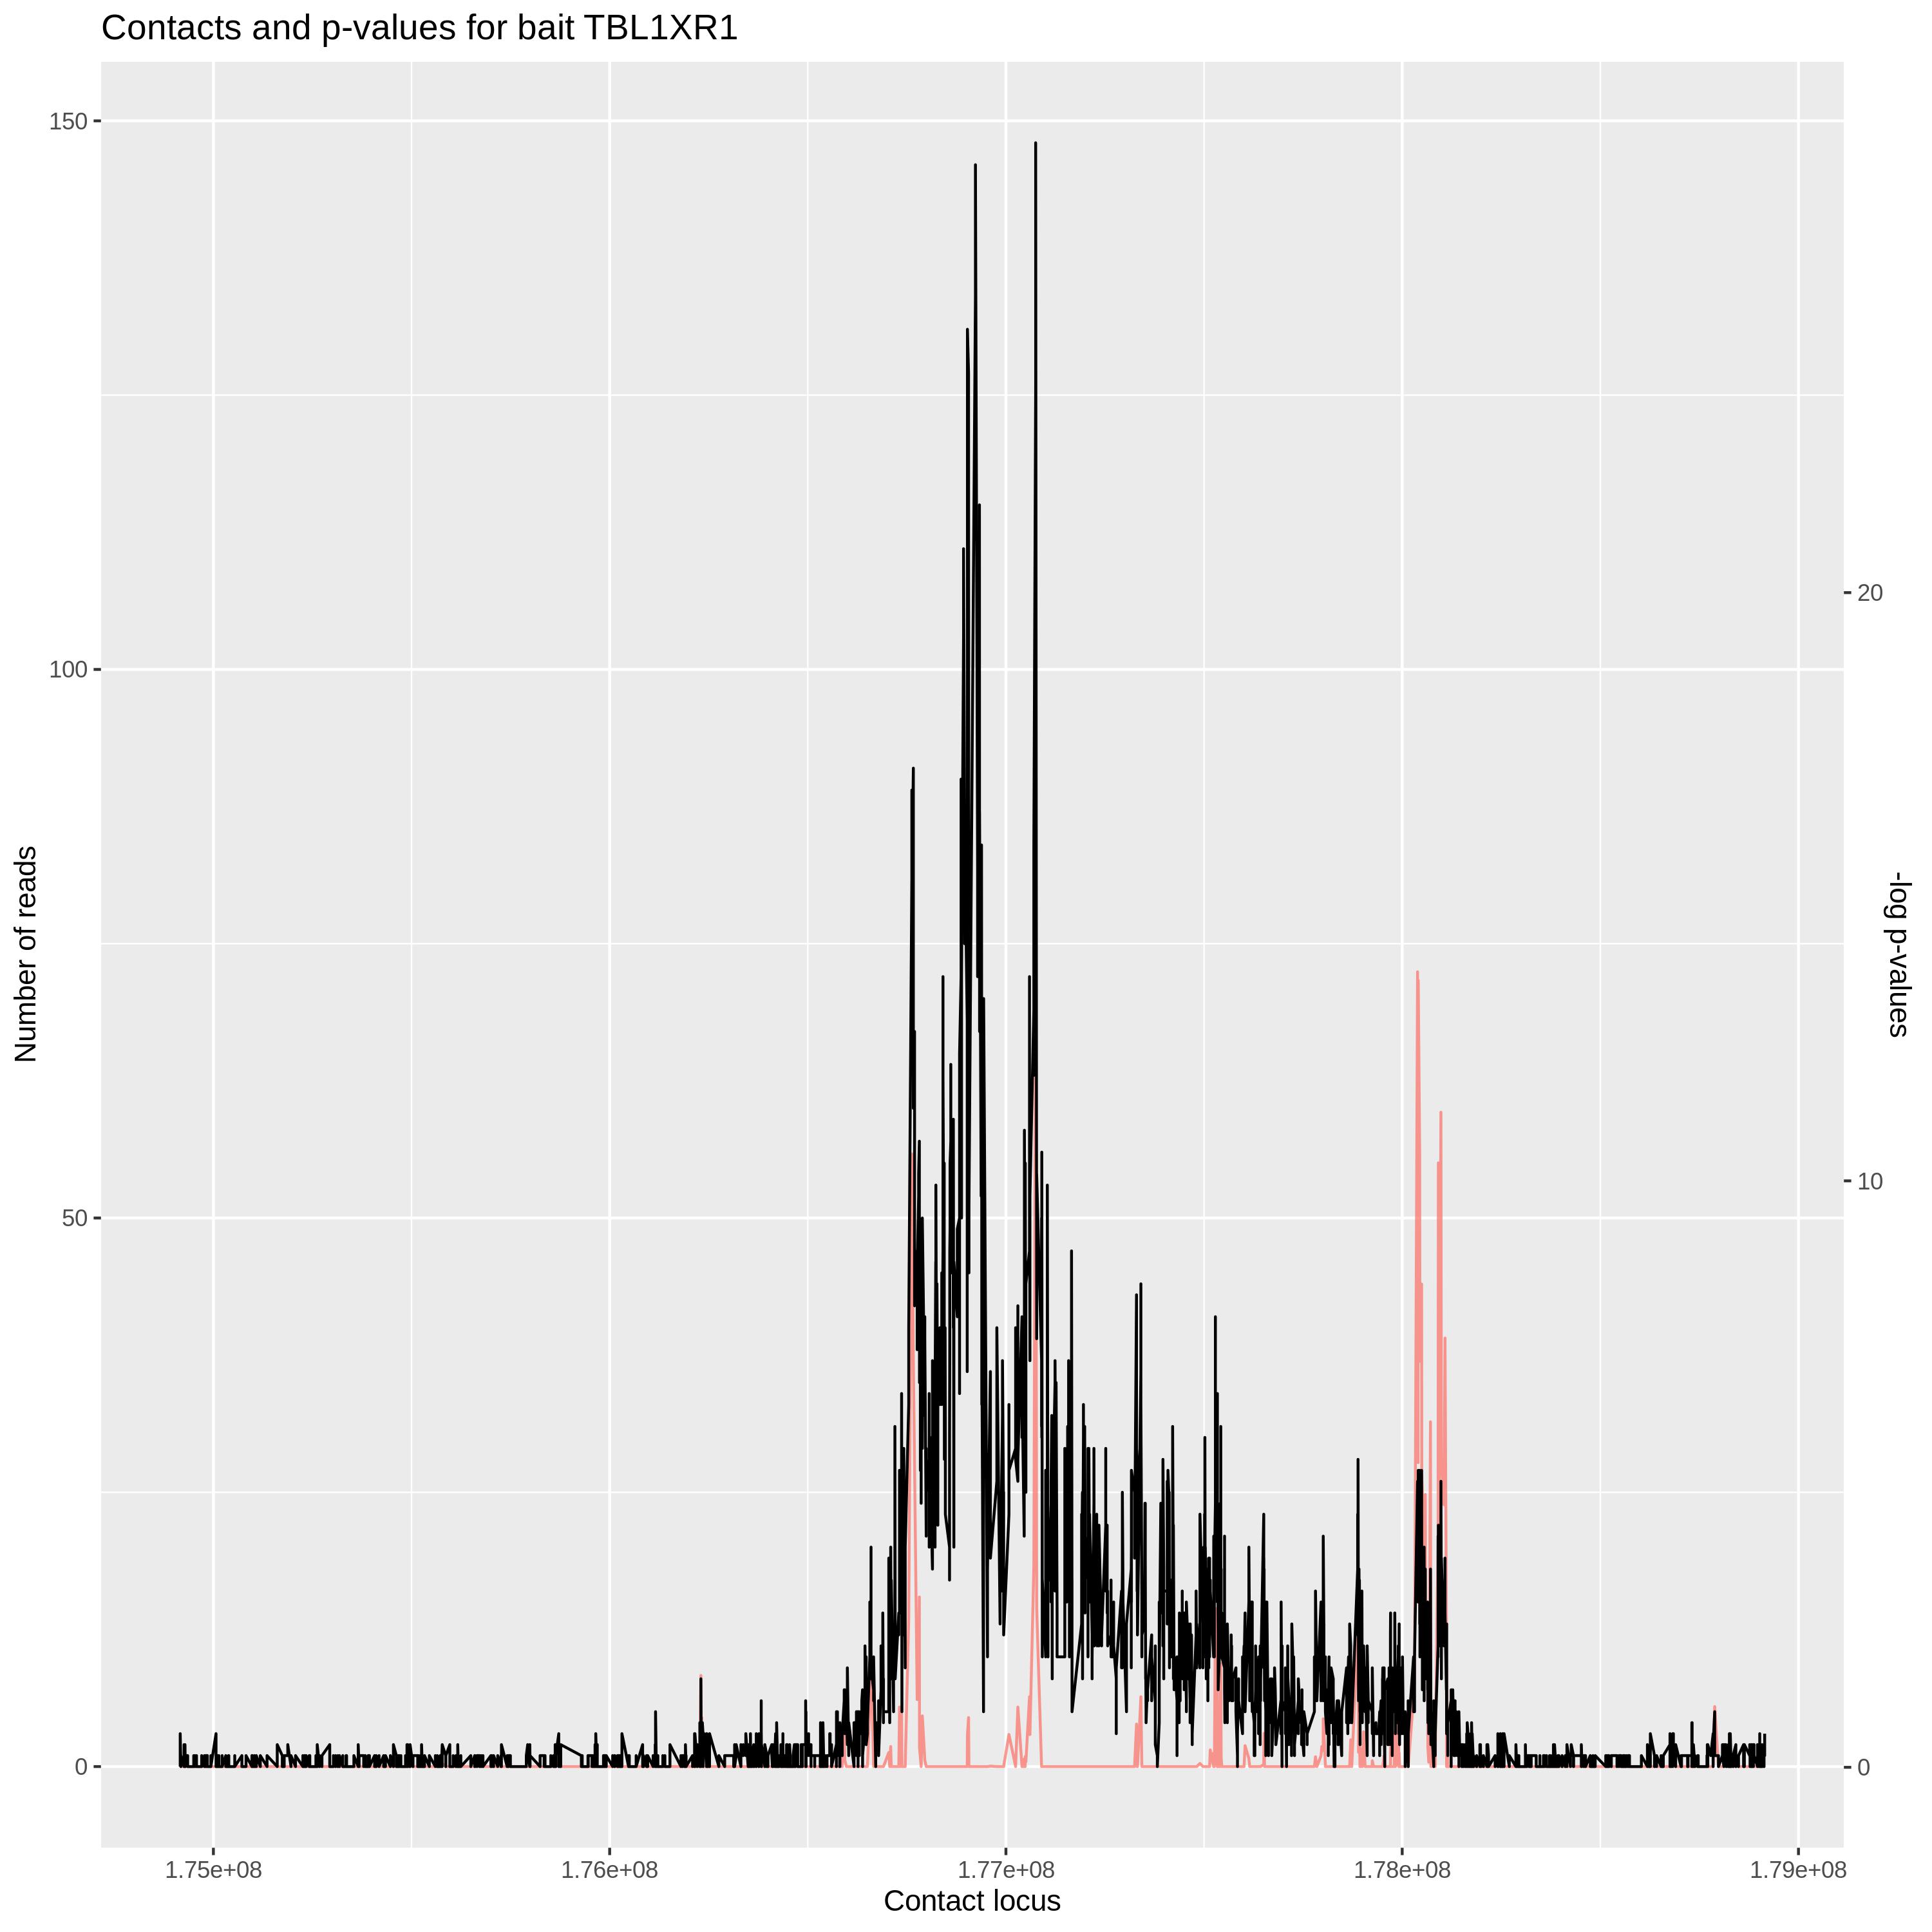 Contacts and p-values for bait TBL1XR1
150
100
50
0
Number of reads
20
10
0
-log p-values
1.75e+08
1.76e+08
1.77e+08
1.78e+08
1.79e+08
Contact locus